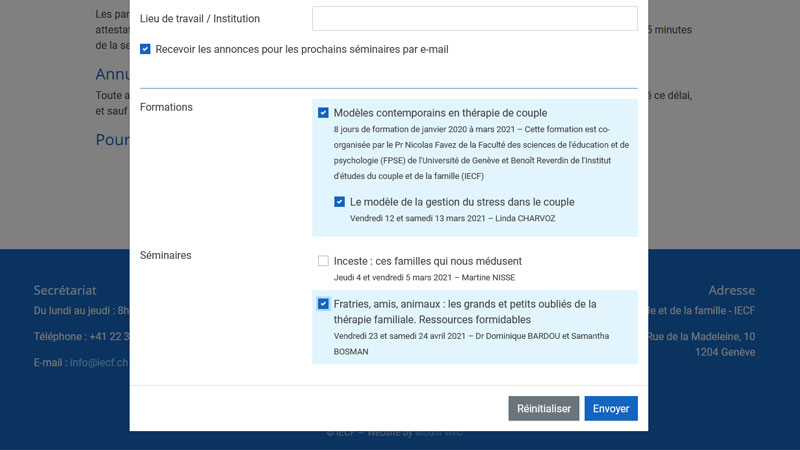 Les par
Lieu de travail / Institution
attestat
5 minutes
de la se
Recevoir les annonces pour les prochains séminaires par e-mail
Annu
Toute a
é ce délai,
et sauf
Formations
Modèles contemporains en thérapie de couple
8 jours de formation de janvier 2020 à mars 2021 – Cette formation est co-
organisée par le Pr Nicolas Favez de la Faculté des sciences de l'éducation et de
psychologie (FPSE) de l'Université de Genève et Benoît Reverdin de l'Institut
d'études du couple et de la famille (IECF)
Pour
Le modèle de la gestion du stress dans le couple
Vendredi 12 et samedi 13 mars 2021 – Linda CHARVOZ
Séminaires
Inceste : ces familles qui nous médusent
Jeudi 4 et vendredi 5 mars 2021 – Martine NISSE
Fratries, amis, animaux : les grands et petits oubliés de la
thérapie familiale. Ressources formidables
Vendredi 23 et samedi 24 avril 2021 – Dr Dominique BARDOU et Samantha
BOSMAN
Secrétariat
Du lundi au jeudi : 8h
Téléphone : +41 22 3
E-mail : info@iecf.ch
Adresse
le et de la famille - IECF
Rue de la Madeleine, 10
1204 Genève
Réinitialiser
Envoyer
© IECF — Website by Mount Web